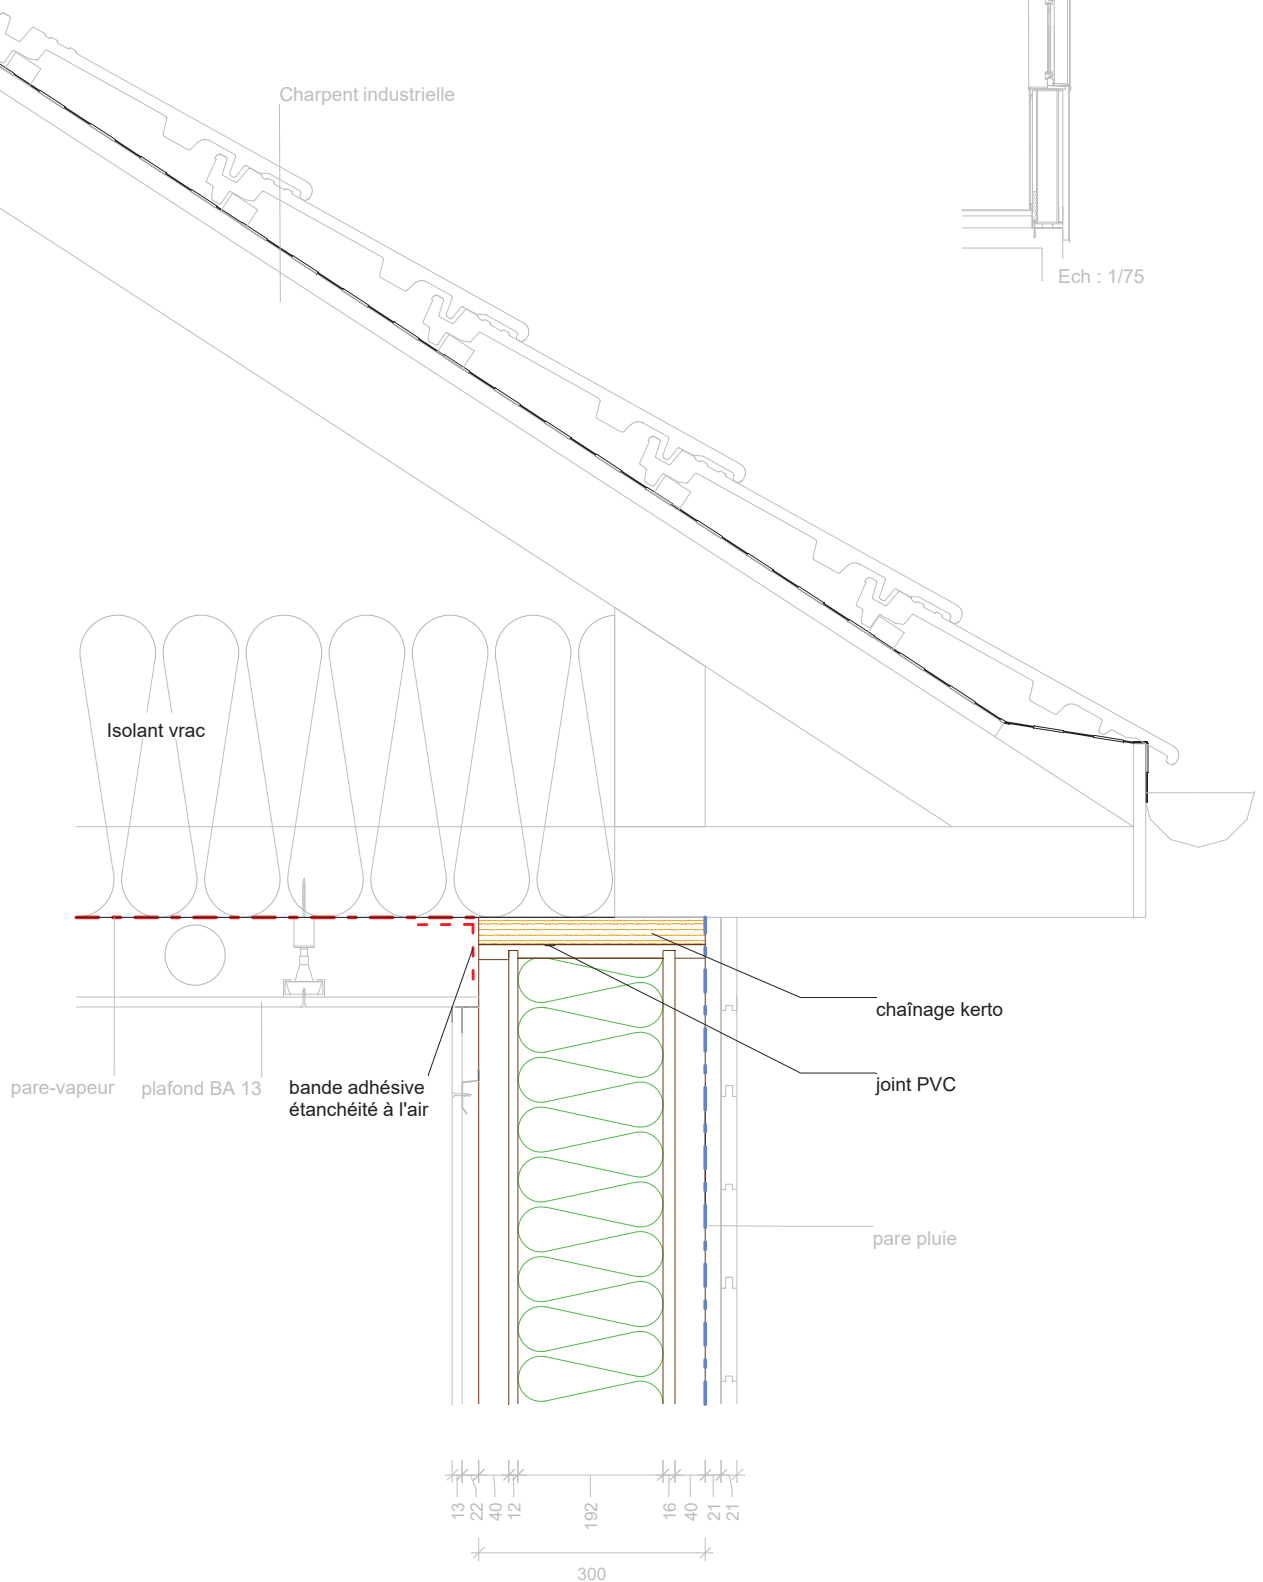 Charpent industrielle
Ech : 1/75
Isolant vrac
chaînage kerto
joint PVC
pare-vapeur
plafond BA 13
bande adhésive
étanchéité à l'air
pare pluie
13
22
40
12
192
16
40
21
21
300